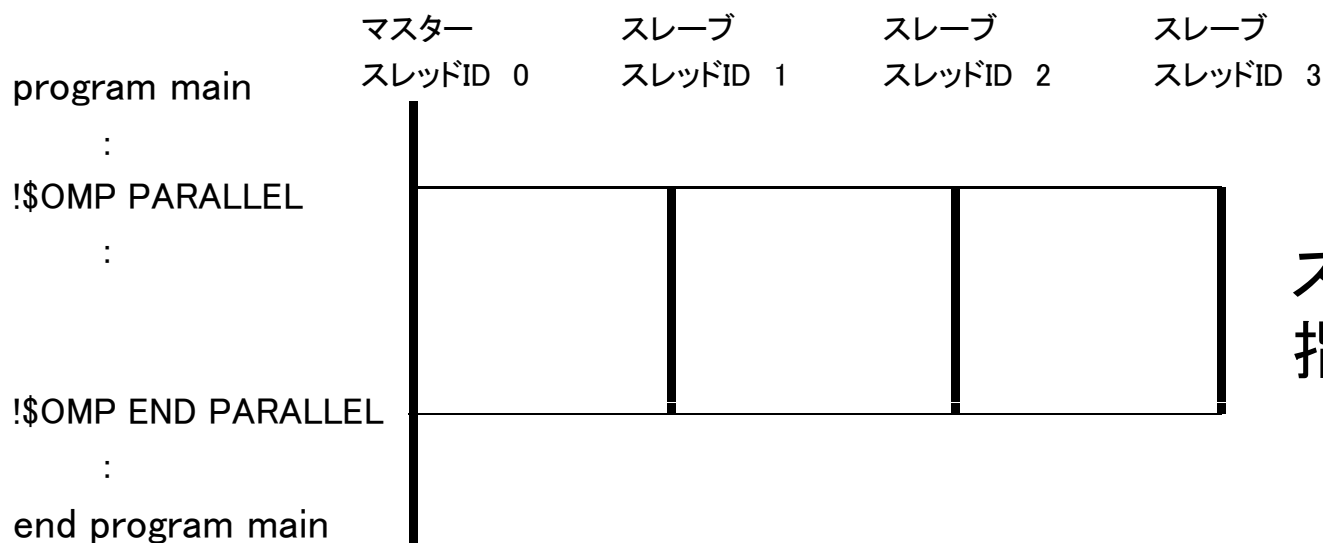 マスター スレーブ スレーブ スレーブ
スレッドID 0 スレッドID 1 スレッドID 2 スレッドID 3
program main
:
!$OMP PARALLEL
:
!$OMP END PARALLEL
:
end program main